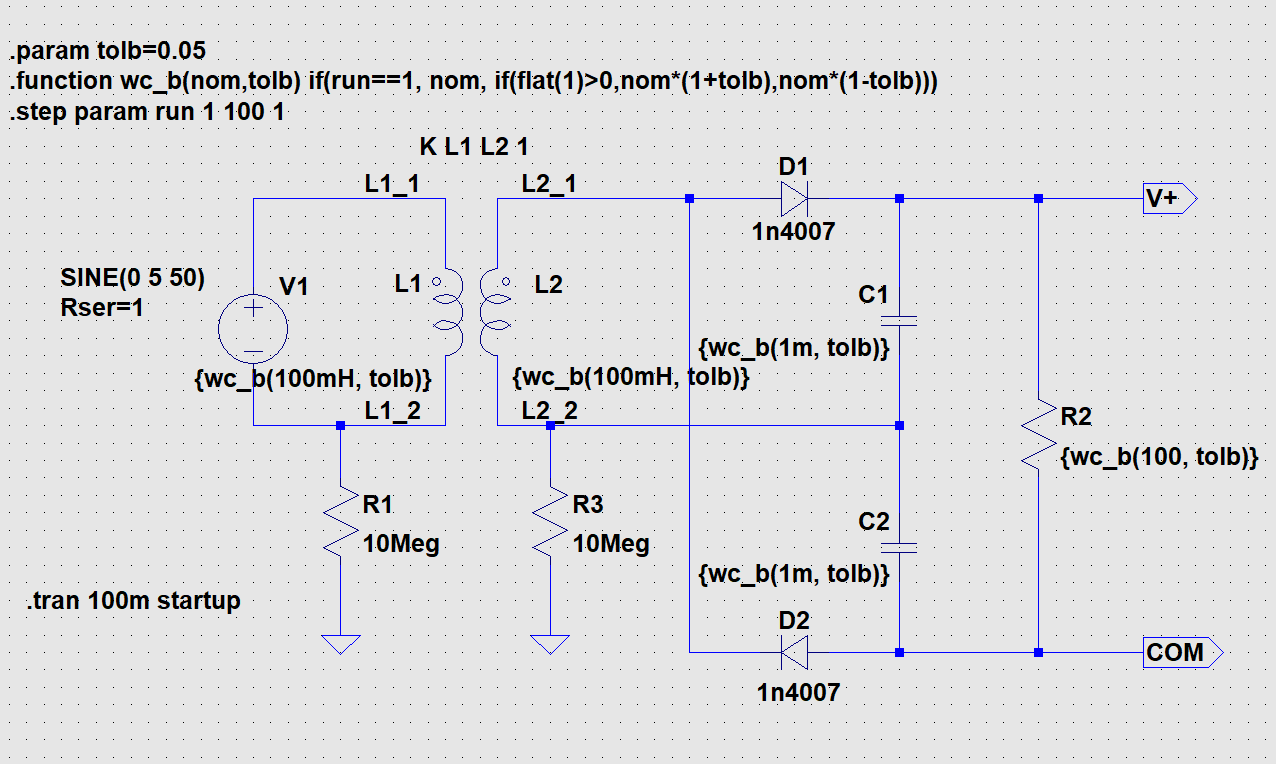 .param tolb=0.05
.function wc_b(nom,tolb) if(run==1, nom, if(flat(1)>0,nom*(1+tolb),nom*(1-tolb)))
.step param run 1 100 1
K L1 L2 1
D1
L1_1
L2_1
V+
1n4007
SINE(0 5 50)
Rser=1
V1
L1
L2
C1
{wc_b(1m, tolb)}
{wc_b(100mH, tolb)}
{wc_b(100mH, tolb)}
L1_2
L2_2
R2
{wc_b(100, tolb)}
R1
R3
C2
10Meg
10Meg
{wc_b(1m, tolb)}
.tran 100m startup
D2
COM
1n4007